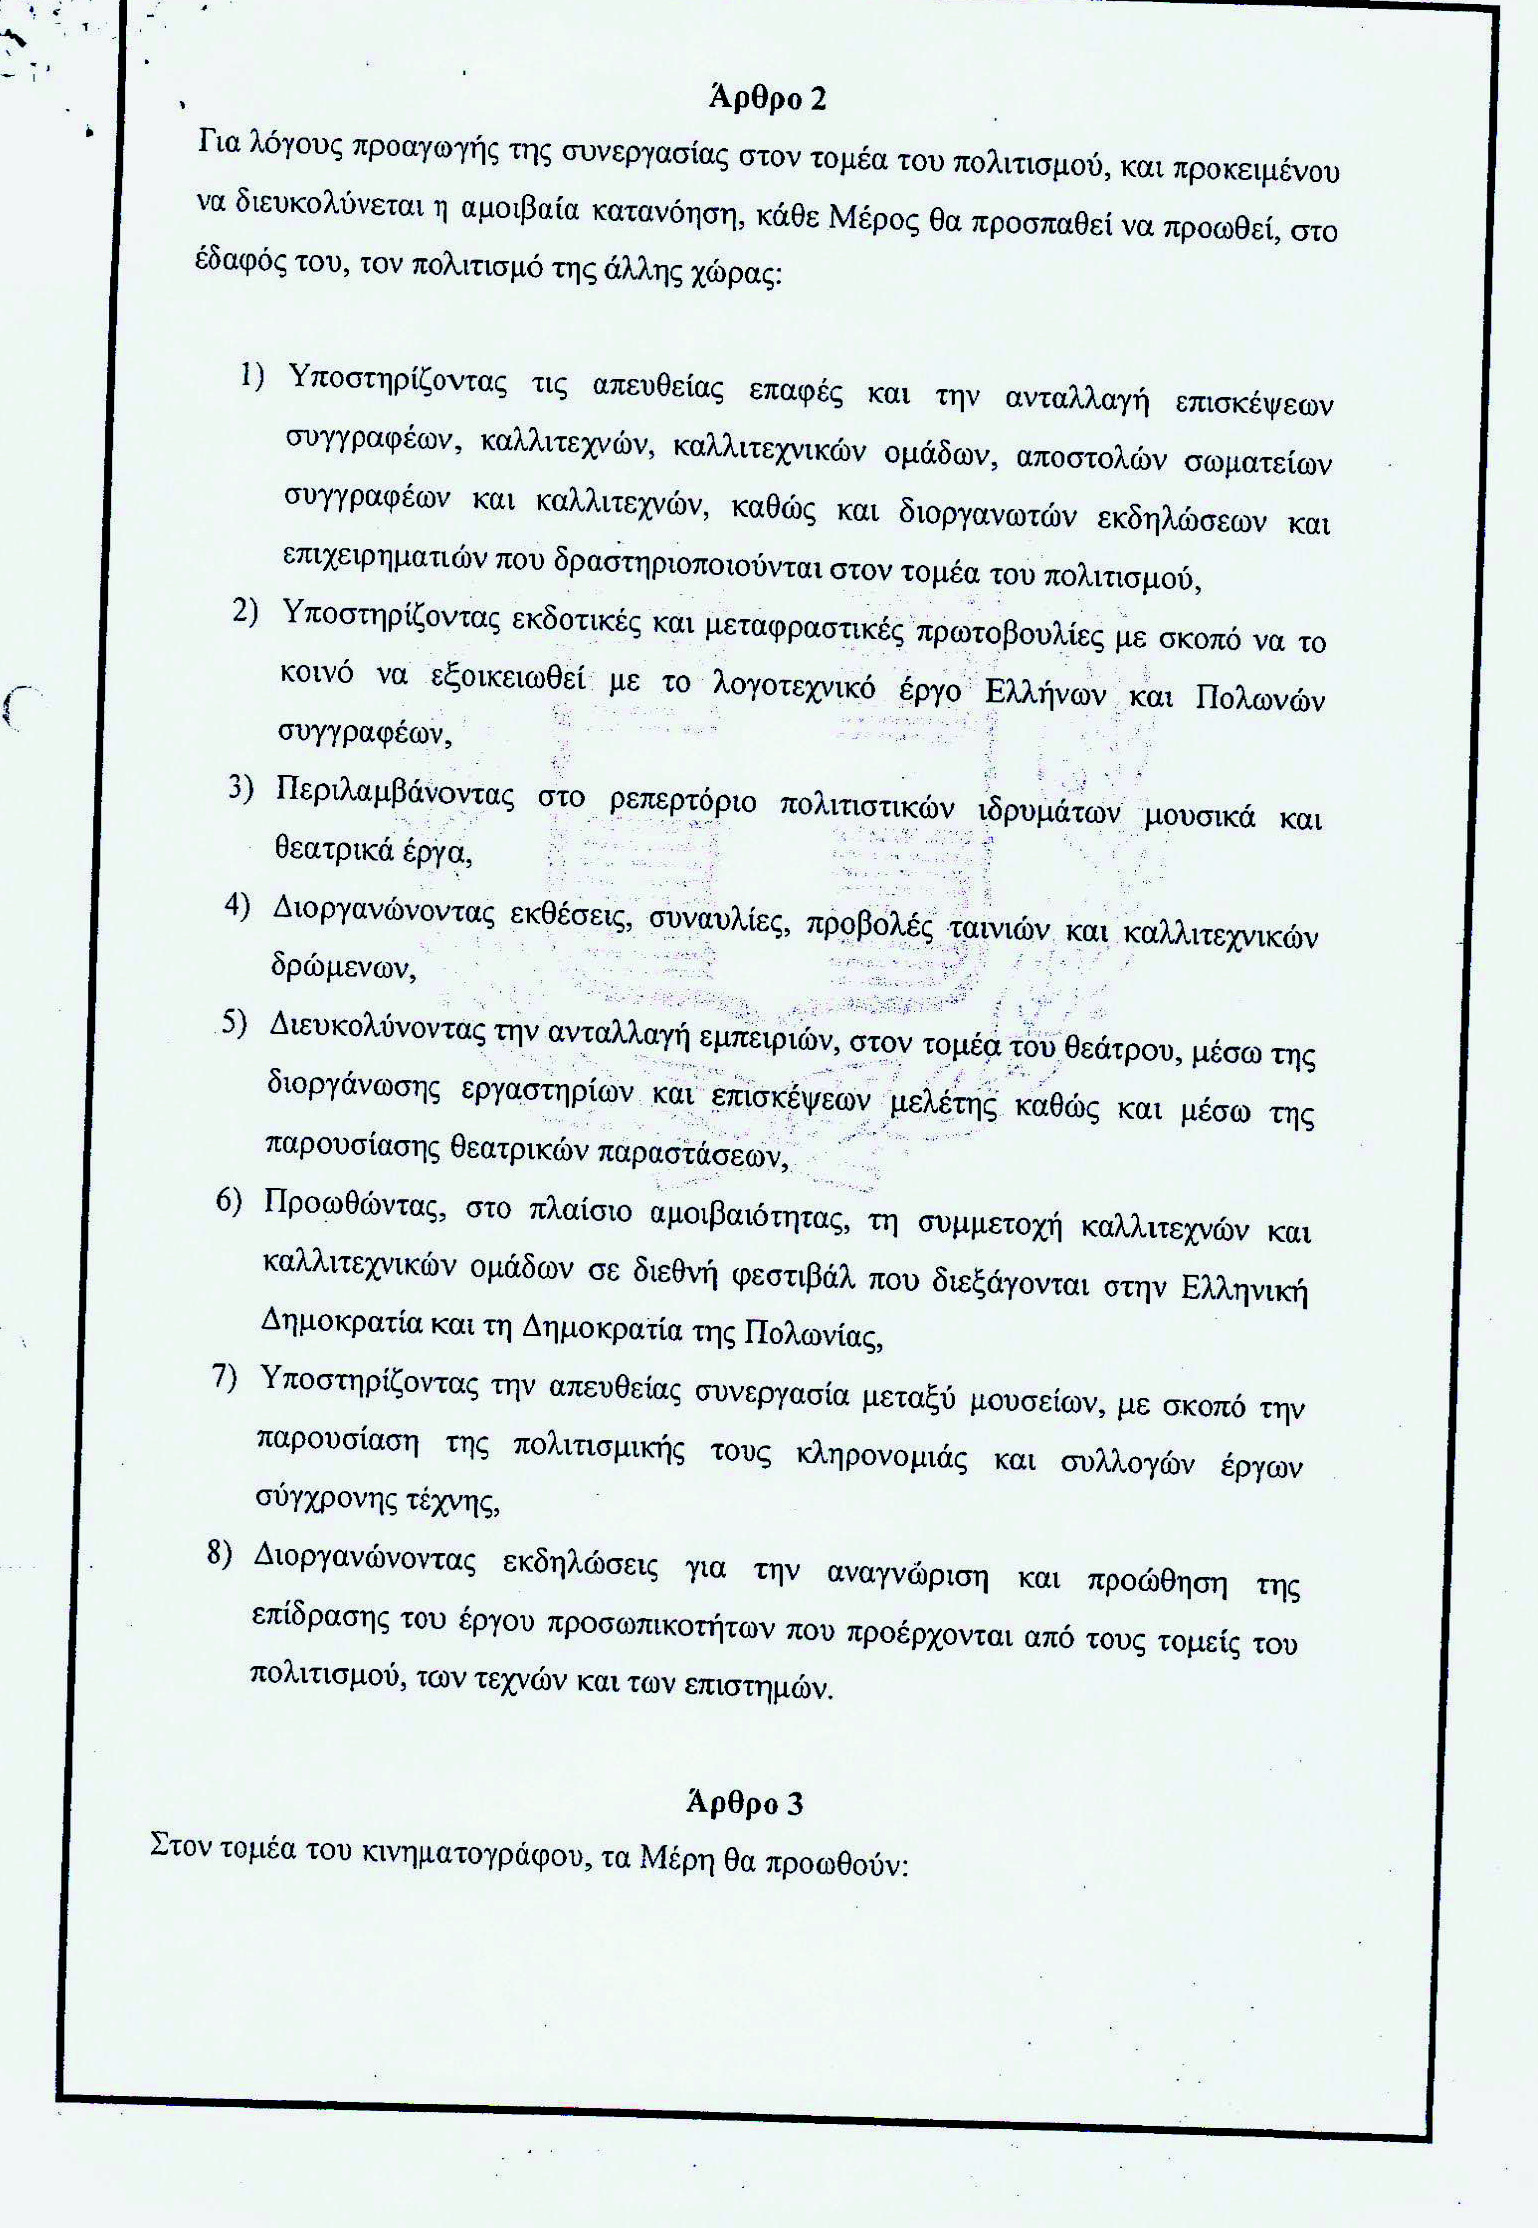 Άρθρο 2
Για λόγους προαγωγής της συνεργασίας στον τομέα του πολιτισμού, και προκειμένου
να διευκολύνεται η αμοιβαία κατανόηση, κάθε Μέρος θα προσπαθεί να προωθεί, στο
έδαφός του, τον πολιτισμό της άλλης χώρας:
1) Υποστηρίζοντας τις απευθείας επαφές και την ανταλλαγή επισκέψεων
συγγραφέων, καλλιτεχνών, καλλιτεχνικών ομάδων, αποστολών σωματείων
συγγραφέων και καλλιτεχνών, καθώς και διοργανωτών εκδηλώσεων και
επιχειρηματιών που δραστηριοποιούνται στον τομέα του πολιτισμού,
2) Υποστηρίζοντας εκδοτικές και μεταφραστικές πρωτοβουλίες με σκοπό να το
κοινό να εξοικειωθεί με το λογοτεχνικό έργο Ελλήνων και Πολωνών
συγγραφέων,
3) Περιλαμβάνοντας στο ρεπερτόριο πολιτιστικών ιδρυμάτων μουσικά και
θεατρικά έργα,
4) Διοργανώνοντας εκθέσεις, συναυλίες, προβολές ταινιών και καλλιτεχνικών
δρώμενων,
5) Διευκολύνοντας την ανταλλαγή εμπειριών, στον τομέα του θεάτρου, μέσω της
διοργάνωσης εργαστηρίων και επισκέψεων μελέτης καθώς και μέσω της
παρουσίασης θεατρικών παραστάσεων,
6) Προωθώντας, στο πλαίσιο αμοιβαιότητας, τη συμμετοχή καλλιτεχνών και
καλλιτεχνικών ομάδων σε διεθνή φεστιβάλ που διεξάγονται στην Ελληνική
Δημοκρατία και τη Δημοκρατία της Πολωνίας,
7) Υποστηρίζοντας την απευθείας συνεργασία μεταξύ μουσείων, με σκοπό την
παρουσίαση της πολιτισμικής τους κληρονομιάς και συλλογών έργων
σύγχρονης τέχνης,
8) Διοργανώνοντας εκδηλώσεις για την αναγνώριση και προώθηση της
επίδρασης του έργου προσωπικοτήτων που προέρχονται από τους τομείς του
πολιτισμού, των τεχνών και των επιστημών.
Άρθρο 3
Στον τομέα του κινηματογράφου, τα Μέρη θα προωθούν: